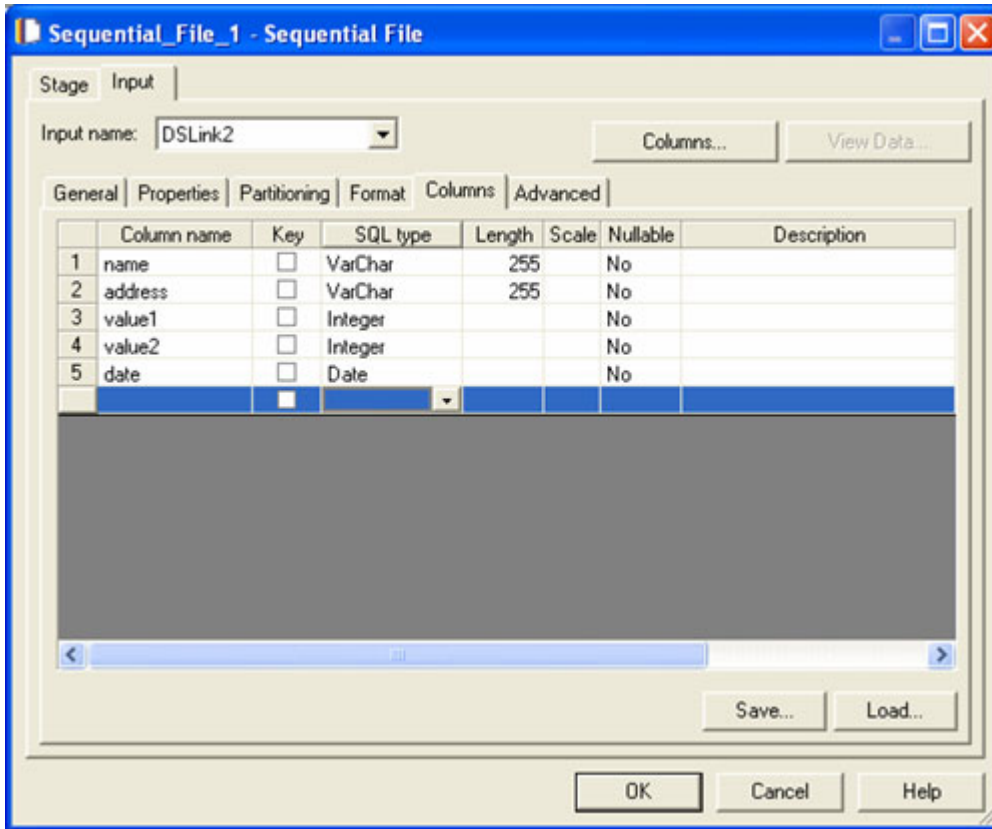 Sequential_File_1 - Sequential File
Stage Input
Input name: DSLink2 Columns... View Data...
General Properties Partitioning Format Columns Advanced
Column name Key SQL type Length Scale Nullable Description
1 name VarChar 255 No
2 address VarChar 255 No
3 value1 Integer No
4 value2 Integer No
5 date Date No
Save... Load...
OK Cancel Help